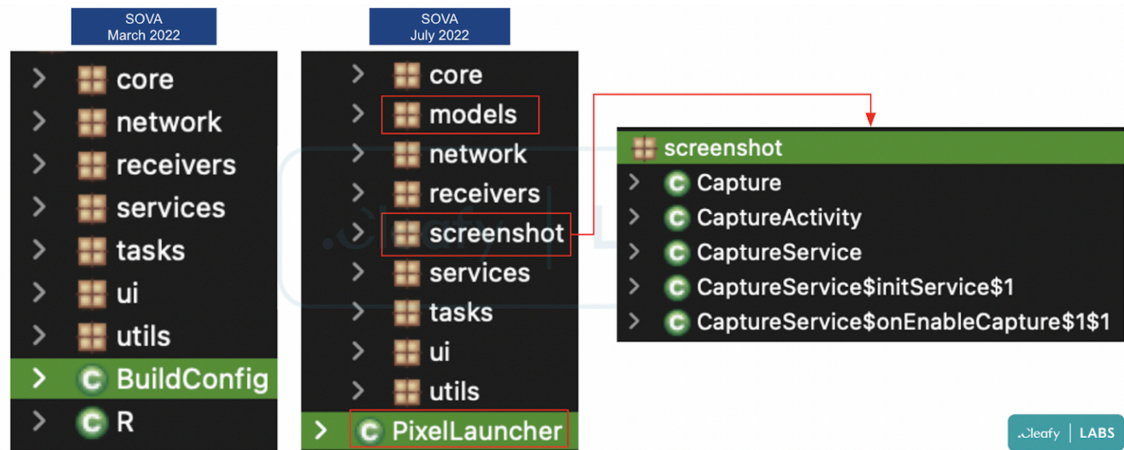 SOVA
March 2022
core
network
receivers
services
tasks
ui
utils
BuildConfig
R
SOVA
July 2022
core
models
network
receivers
screenshot
services
tasks
ui
utils
PixelLauncher
screenshot
Capture
CaptureActivity
CaptureService
CaptureService$initService$1
CaptureService$onEnableCapture$1$1
.:Cleafy | LABS